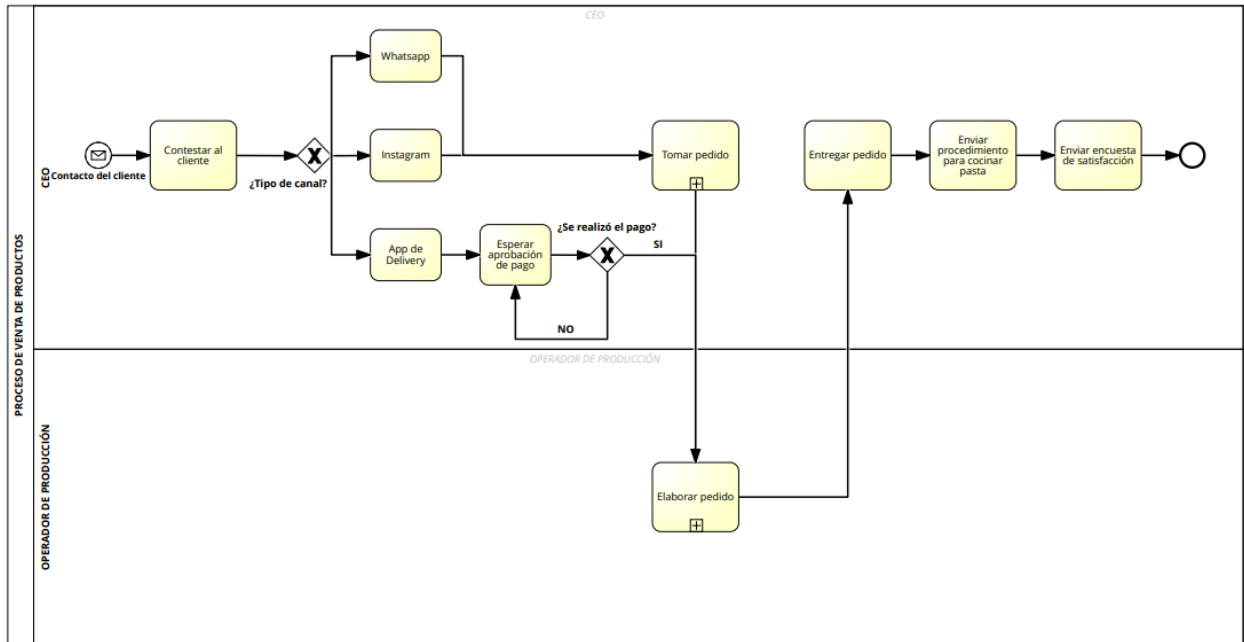 PROCESO DE VENTA DE PRODUCTOS
CEO
CEO
Contacto del cliente
Contestar al
cliente
¿Tipo de canal?
Whatsapp
Instagram
App de
Delivery
Esperar
aprobación
de pago
¿Se realizó el pago?
SI
NO
Tomar pedido
Entregar pedido
Enviar
procedimiento
para cocinar
pasta
Enviar encuesta
de satisfacción
OPERADOR DE PRODUCCIÓN
OPERADOR DE PRODUCCIÓN
Elaborar pedido